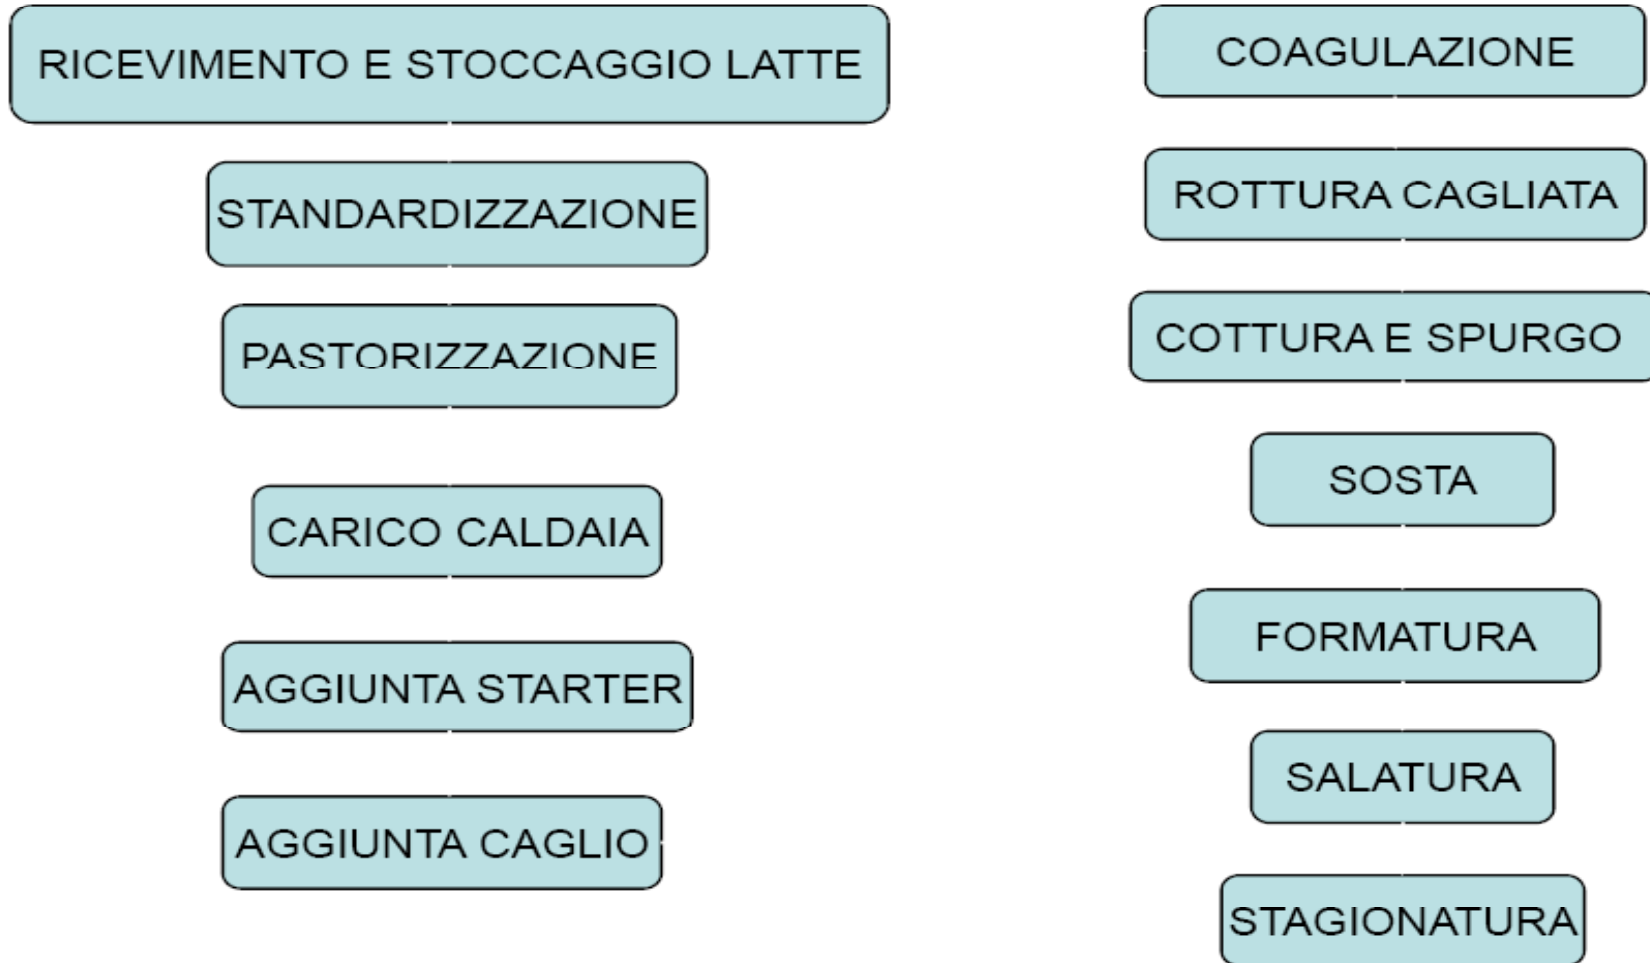 RICEVIMENTO E STOCCAGGIO LATTE
STANDARDIZZAZIONE
PASTORIZZAZIONE
CARICO CALDAIA
AGGIUNTA STARTER
AGGIUNTA CAGLIO
COAGULAZIONE
ROTTURA CAGLIATA
COTTURA E SPURGO
SOSTA
FORMATURA
SALATURA
STAGIONATURA